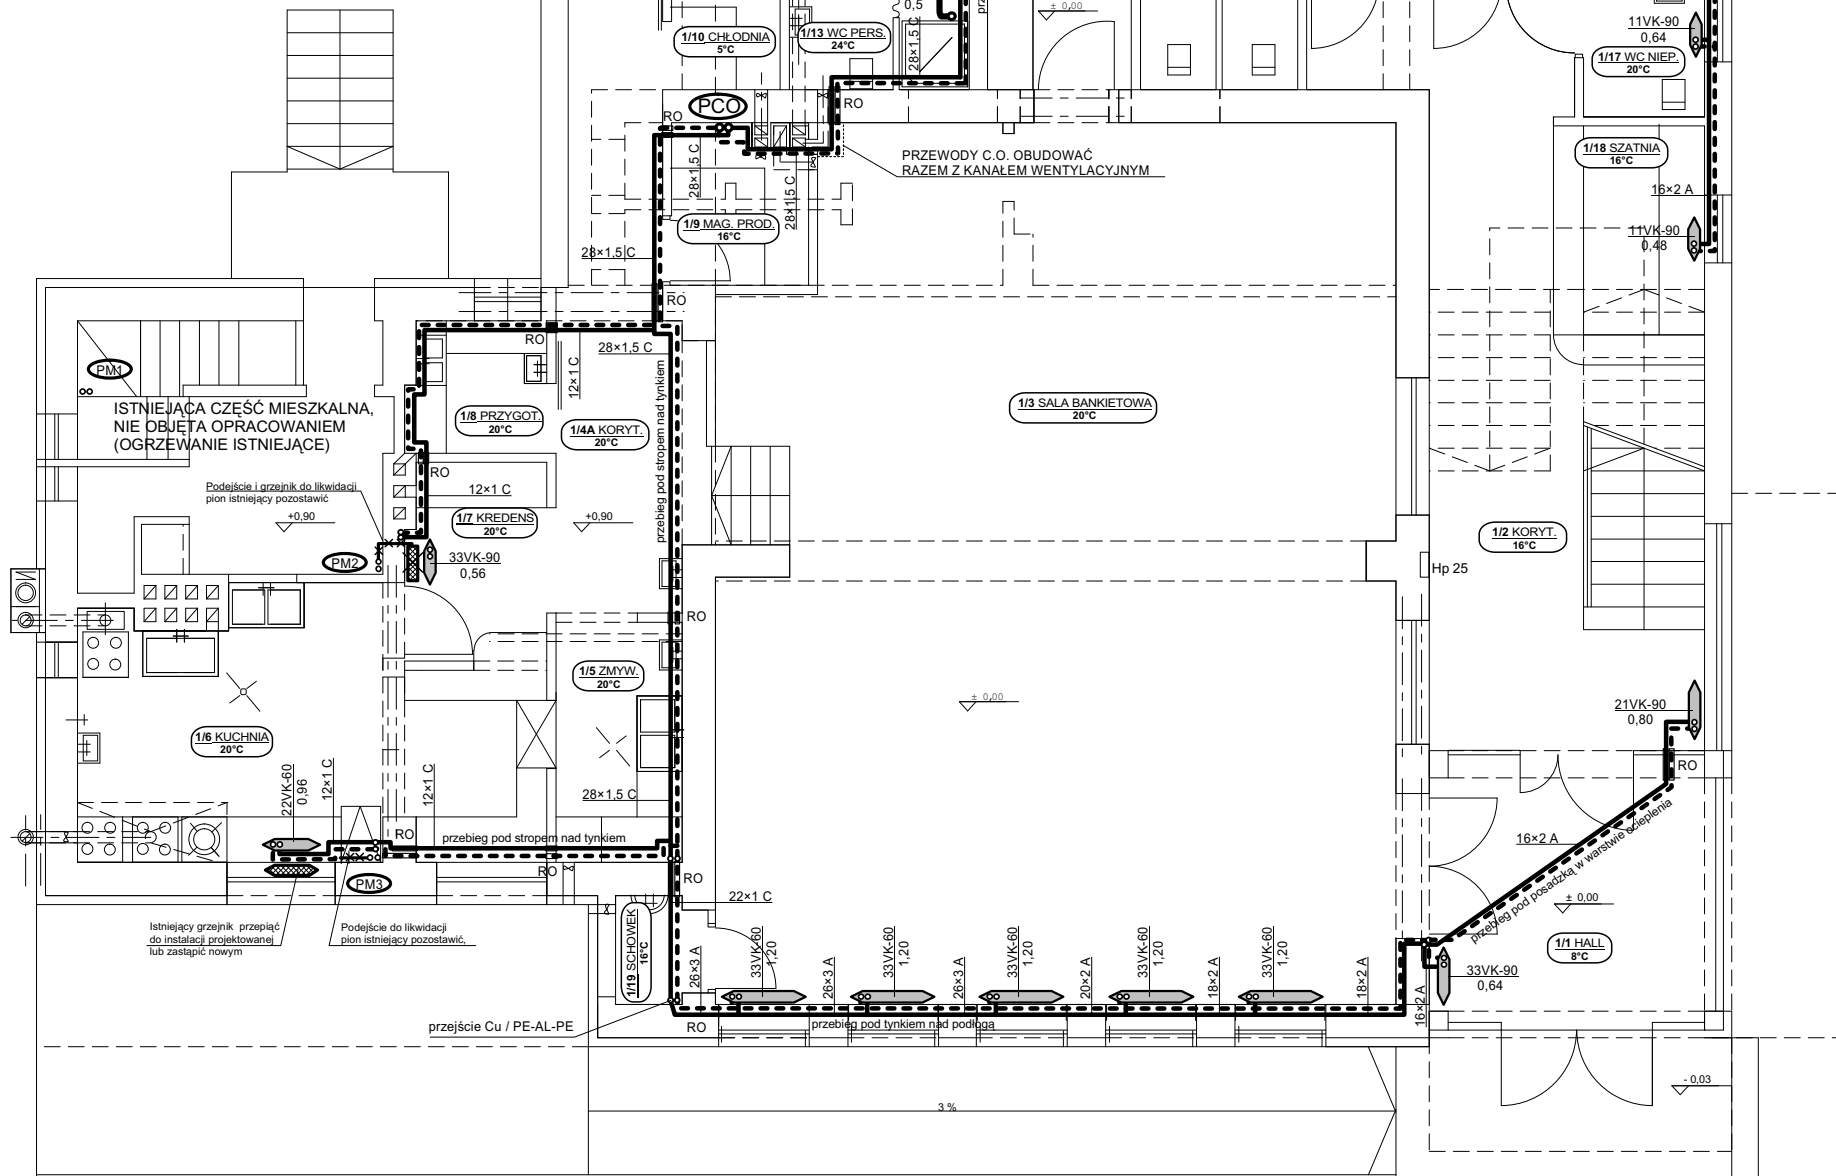 0,5
± 0,00
1/10 CHŁODNIA
5°C
1/13 WC PERS.
24°C
28×1,5 C
11VK-90
0,64
1/17 WC NIEP.
20°C
PCO
RO
RO
28×1,5 C
28×1,5 C
PRZEWODY C.O. OBUDOWAĆ
RAZEM Z KANAŁEM WENTYLACYJNYM
1/18 SZATNIA
16°C
16×2 A
11VK-90
0,48
1/9 MAG. PROD.
16°C
28×1,5 C
RO
RO
28×1,5 C
12×1 C
przebieg pod stropem nad tynkiem
PM1
ISTNIEJĄCA CZĘŚĆ MIESZKALNA,
NIE OBJĘTA OPRACOWANIEM
(OGRZEWANIE ISTNIEJĄCE)
1/8 PRZYGOT.
20°C
1/4A KORYT.
20°C
1/3 SALA BANKIETOWA
20°C
RO
12×1 C
Podejście i grzejnik do likwidacji
pion istniejący pozostawić
+0,90
1/7 KREDENS
20°C
+0,90
1/2 KORYT.
16°C
PM2
33VK-90
0,56
Hp 25
RO
1/5 ZMYW.
20°C
± 0,00
21VK-90
0,80
1/6 KUCHNIA
20°C
RO
22VK-60
0,96
12×1 C
12×1 C
28×1,5 C
RO
przebieg pod stropem nad tynkiem
16×2 A
przebieg pod posadzką w warstwie ocieplenia
PM3
RO
RO
22×1 C
± 0,00
Istniejący grzejnik przepiąć
do instalacji projektowanej
lub zastąpić nowym
Podejście do likwidacji
pion istniejący pozostawić,
1/19 SCHOWEK
16°C
26×3 A
33VK-60
1,20
26×3 A
33VK-60
1,20
26×3 A
33VK-60
1,20
20×2 A
33VK-60
1,20
18×2 A
33VK-60
1,20
18×2 A
16×2 A
1/1 HALL
8°C
33VK-90
0,64
przejście Cu / PE-AL-PE
RO
przebieg pod tynkiem nad podłogą
- 0,03
3 %